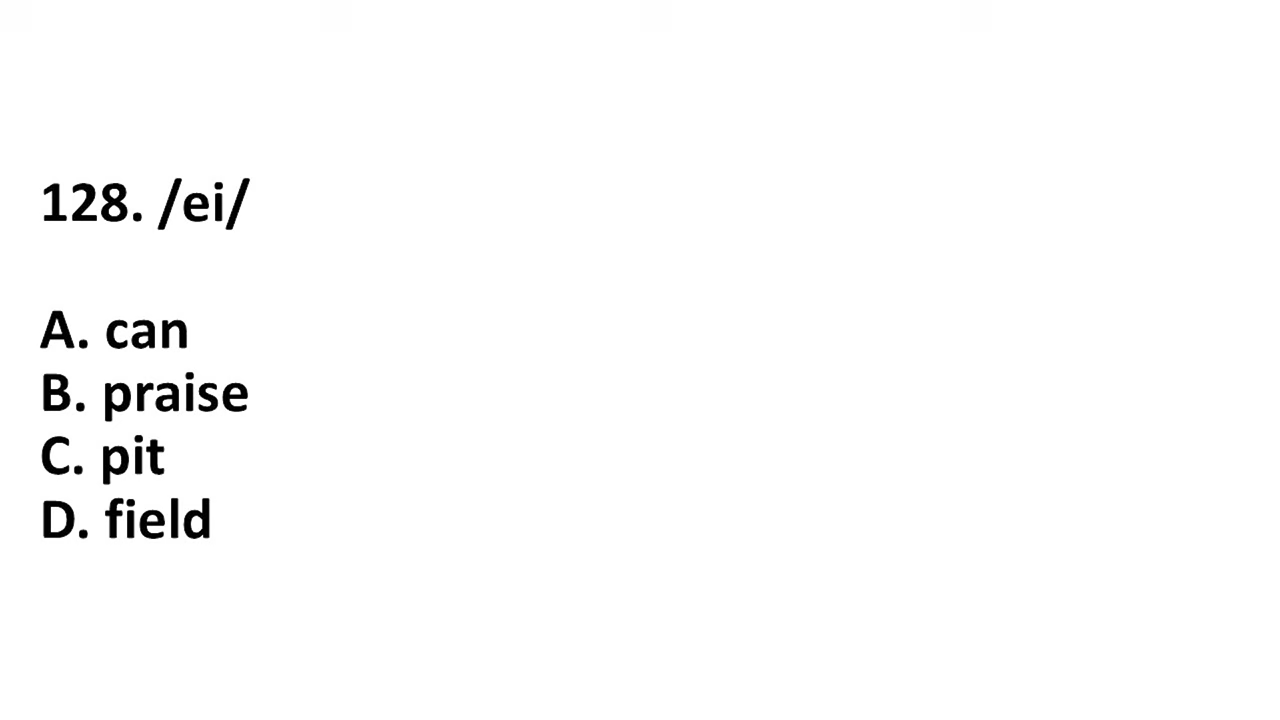 128. /ei/
A. can
B. praise
C. pit
D. field